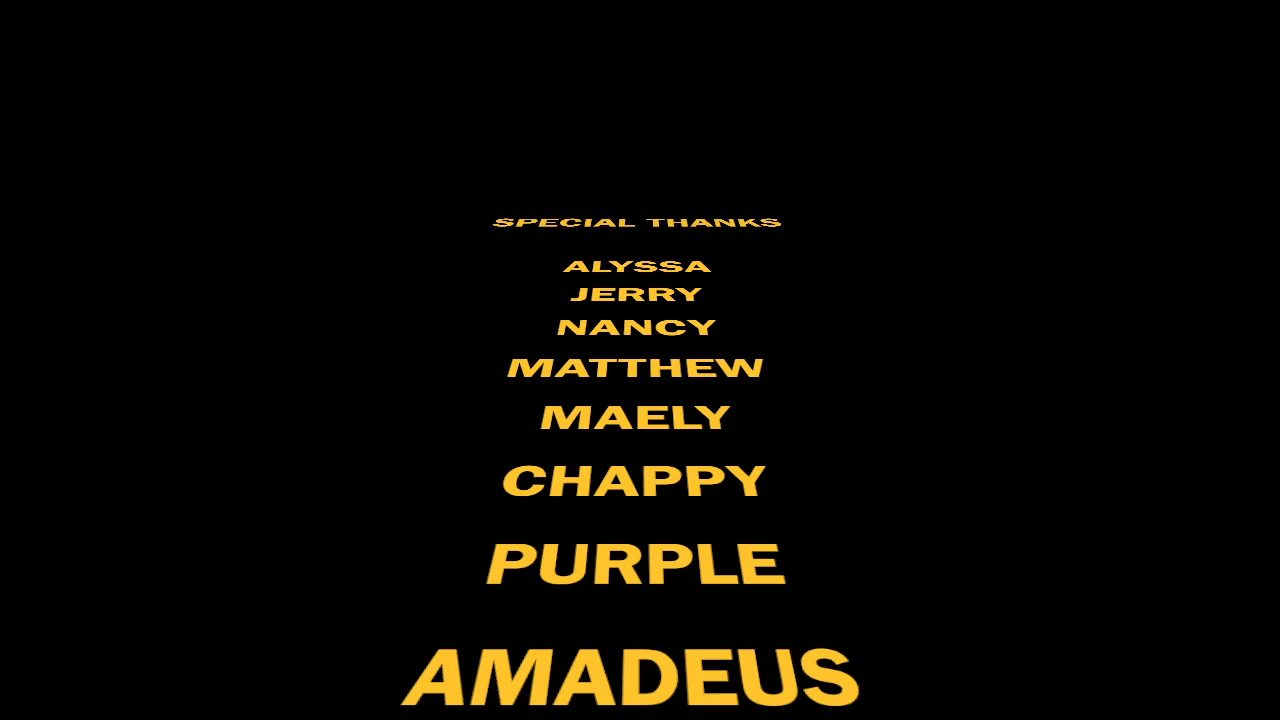 SPECIAL THANKS
ALYSSA
JERRY
NANCY
MATTHEW
MAELY
CHAPPY
PURPLE
AMADEUS